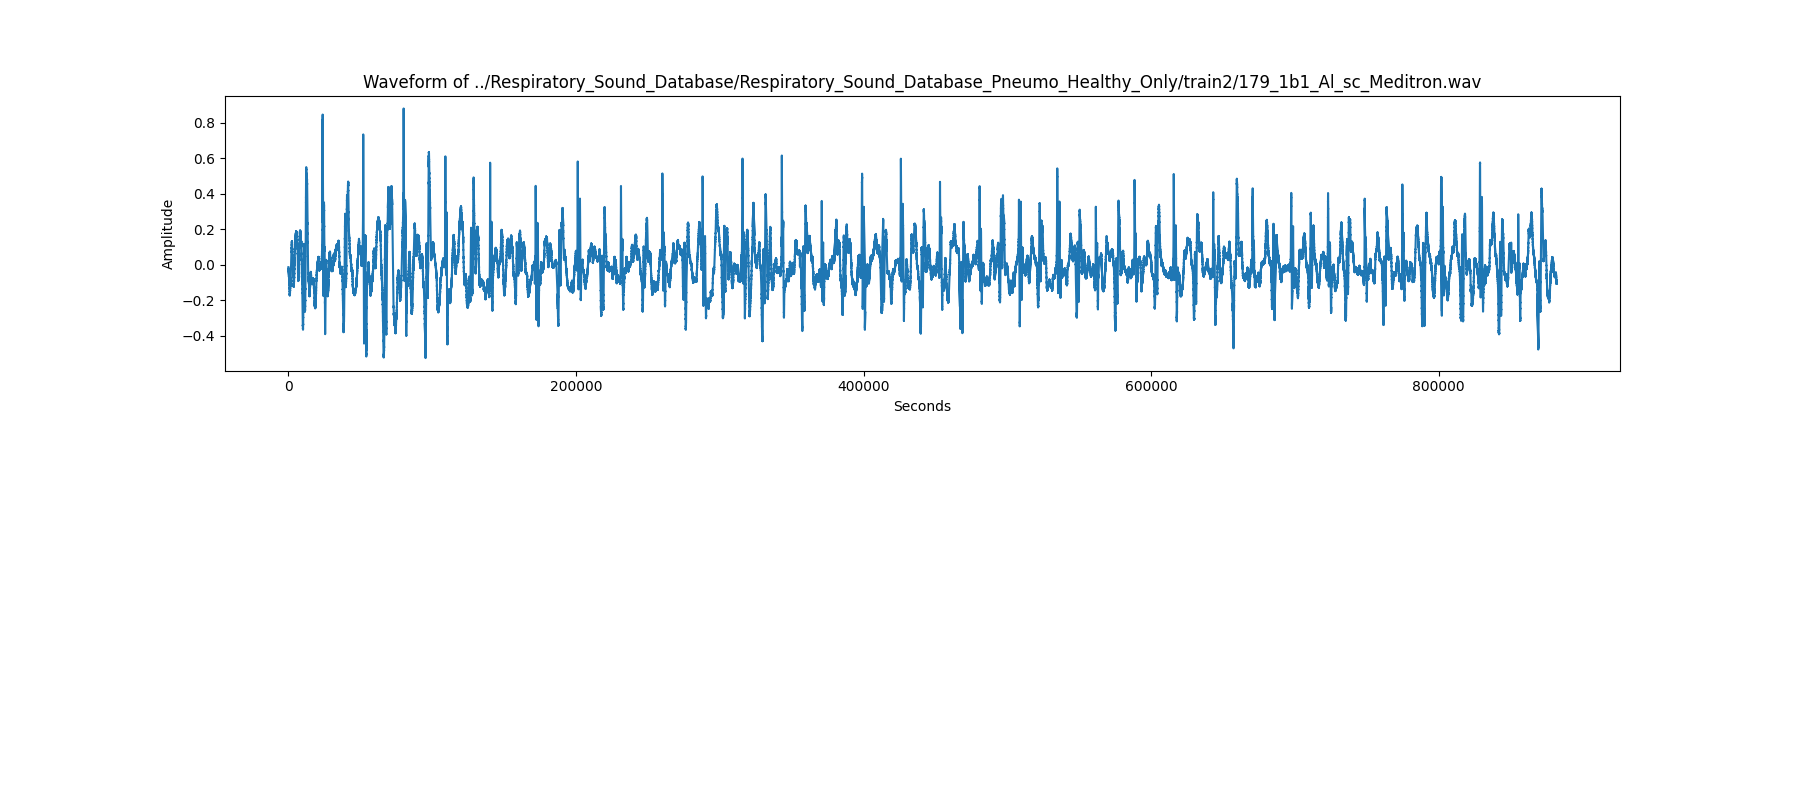 Waveform of ../Respiratory_Sound_Database/Respiratory_Sound_Database_Pneumo_Healthy_Only/train2/179_1b1_Al_sc_Meditron.wav
0.8
0.6
0.4
0.2
0.0
−0.2
−0.4
Amplitude
0 200000 400000 600000 800000
Seconds